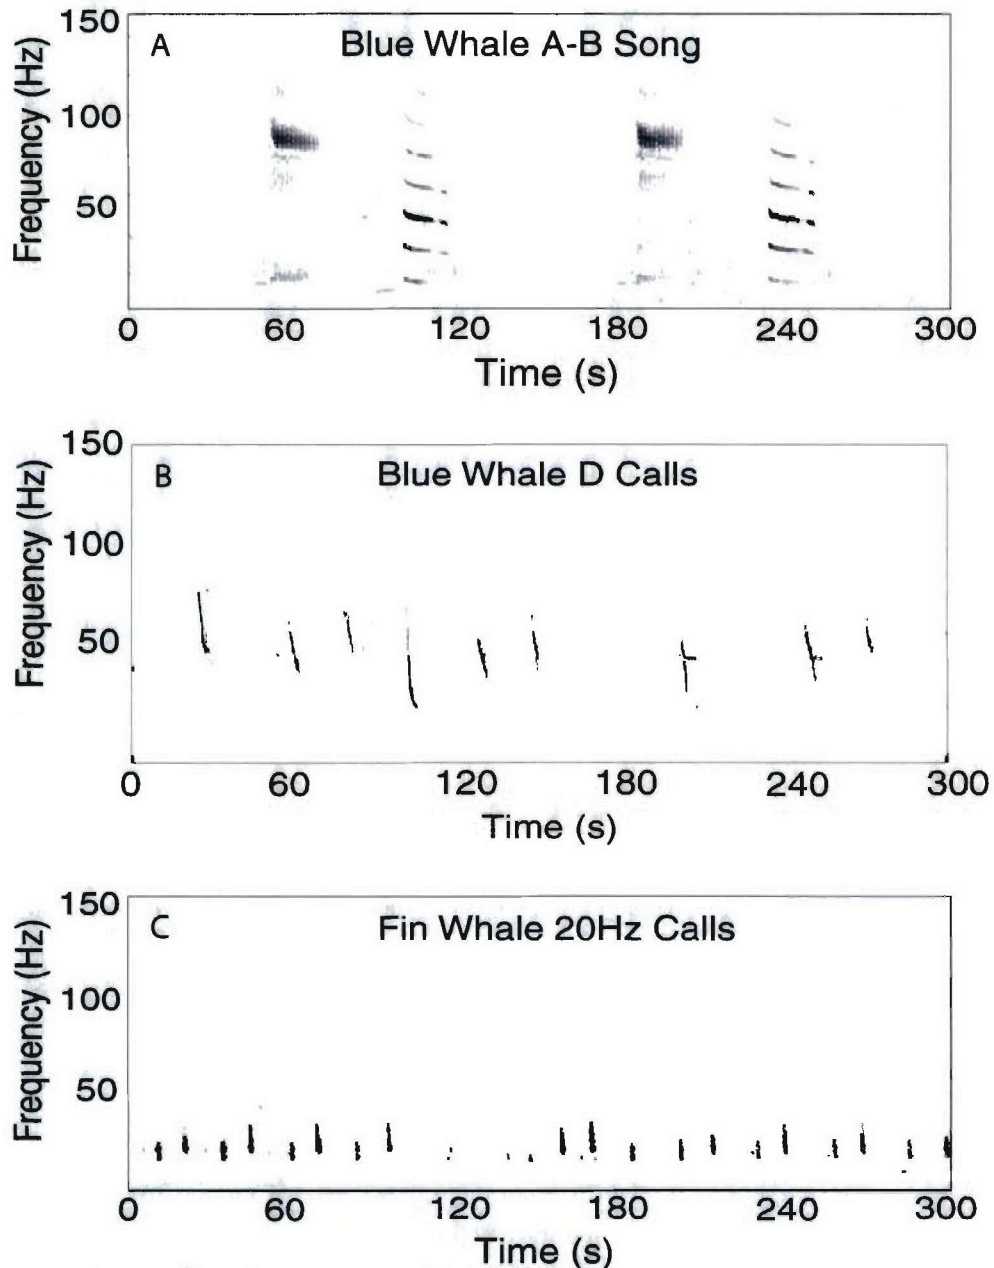 150
A
Blue Whale A-B Song
Frequency (Hz)
100
50
0 60 120 180 240 300
Time (s)
150
B
Blue Whale D Calls
Frequency (Hz)
100
50
0 60 120 180 240 300
Time (s)
150
C
Fin Whale 20Hz Calls
Frequency (Hz)
100
50
0 60 120 180 240 300
Time (s)